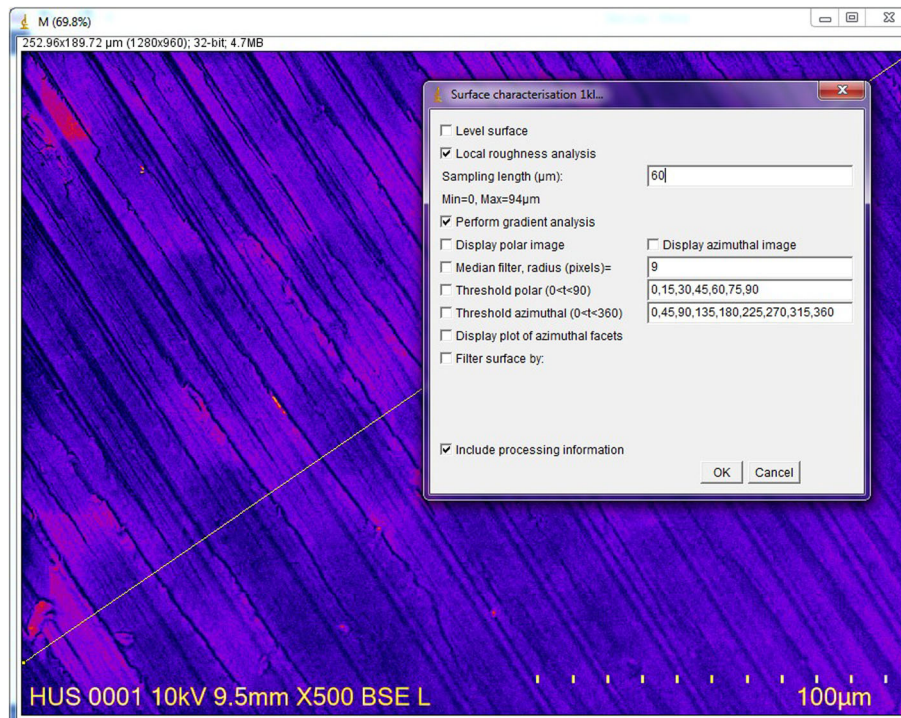 M (69.8%)
252.96x189.72 µm (1280x960); 32-bit; 4.7MB
Surface characterisation 1kl...
Level surface
Local roughness analysis
Sampling length (µm): 60
Min=0, Max=94µm
Perform gradient analysis
Display polar image Display azimuthal image
Median filter, radius (pixels)= 9
Threshold polar (0<t<90) 0,15,30,45,60,75,90
Threshold azimuthal (0<t<360) 0,45,90,135,180,225,270,315,360
Display plot of azimuthal facets
Filter surface by:
Include processing information
OK Cancel
HUS 0001 10kV 9.5mm X500 BSE L 100µm